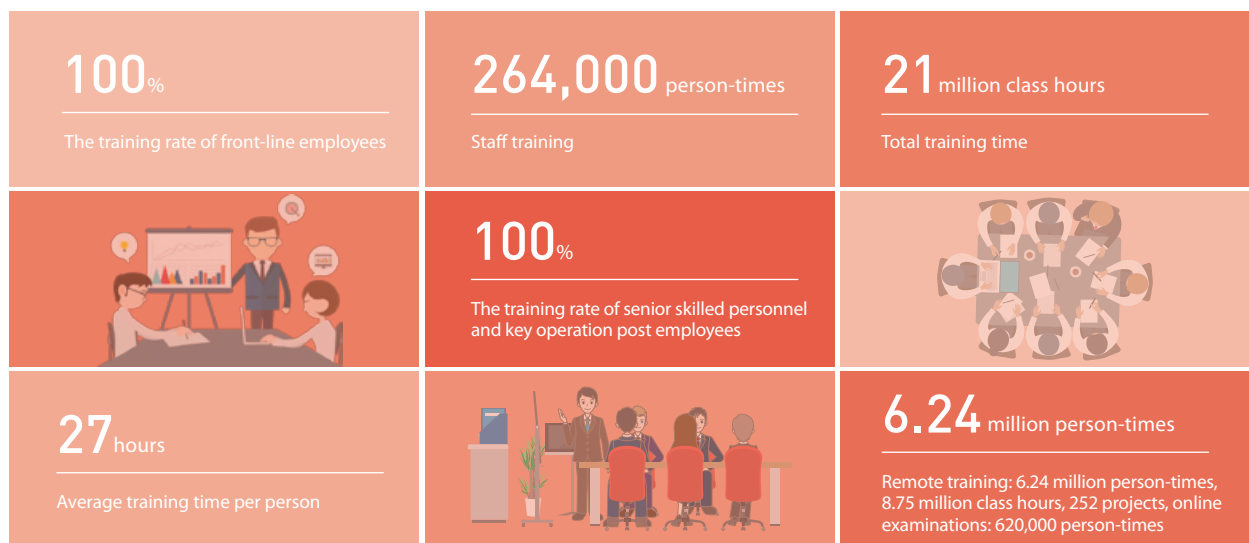 100%
The training rate of front-line employees
264,000 person-times
Staff training
21 million class hours
Total training time
100%
The training rate of senior skilled personnel
and key operation post employees
27 hours
Average training time per person
6.24 million person-times
Remote training: 6.24 million person-times,
8.75 million class hours, 252 projects, online
examinations: 620,000 person-times